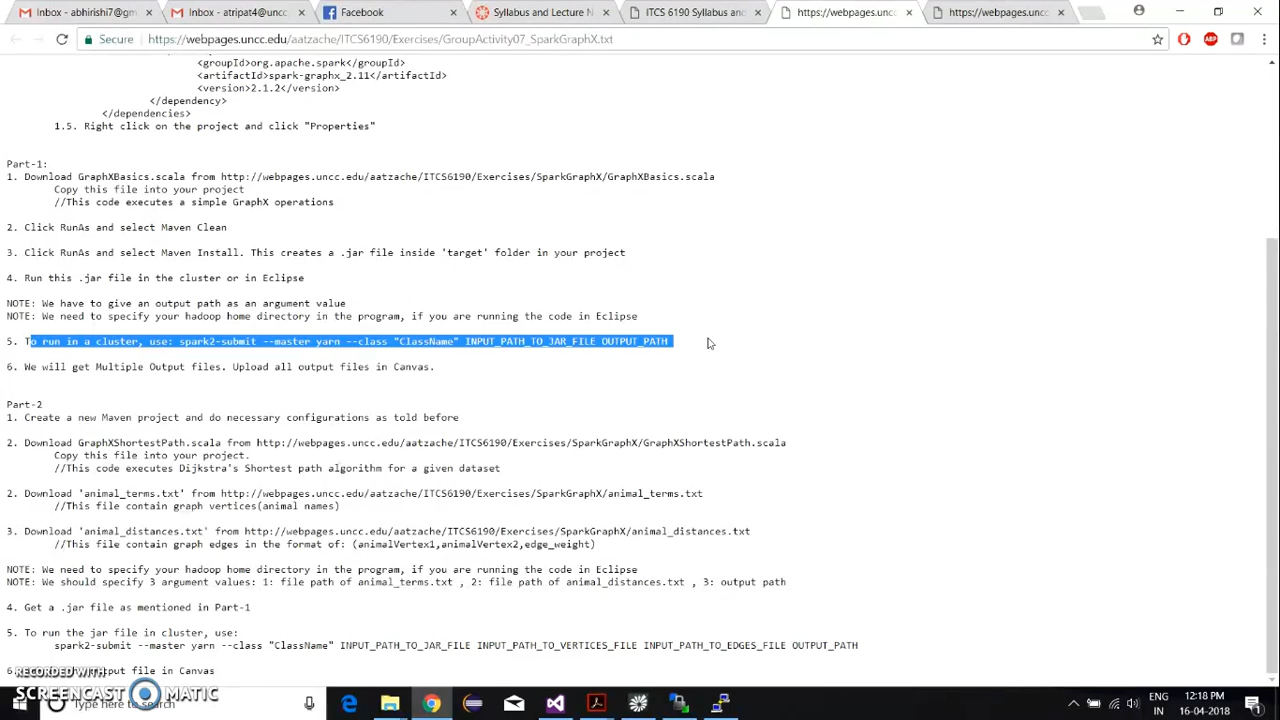 Inbox - abhirishi7@gm
Inbox - atripat4@uncc.
Facebook
Syllabus and Lecture N
ITCS 6190 Syllabus and
https://webpages.uncc.
https://webpages.uncc.
Secure
https://webpages.uncc.edu/aatzache/ITCS6190/Exercises/GroupActivity07_SparkGraphX.txt
<groupId>org.apache.spark</groupId>
<artifactId>spark-graphx_2.11</artifactId>
<version>2.1.2</version>
</dependency>
</dependencies>
1.5. Right click on the project and click "Properties"
Part-1:
1. Download GraphXBasics.scala from http://webpages.uncc.edu/aatzache/ITCS6190/Exercises/SparkGraphX/GraphXBasics.scala
Copy this file into your project
//This code executes a simple GraphX operations
2. Click RunAs and select Maven Clean
3. Click RunAs and select Maven Install. This creates a .jar file inside 'target' folder in your project
4. Run this .jar file in the cluster or in Eclipse
NOTE: We have to give an output path as an argument value
NOTE: We need to specify your hadoop home directory in the program, if you are running the code in Eclipse
5. To run in a cluster, use: spark2-submit --master yarn --class "ClassName" INPUT_PATH_TO_JAR_FILE OUTPUT_PATH
6. We will get Multiple Output files. Upload all output files in Canvas.
Part-2
1. Create a new Maven project and do necessary configurations as told before
2. Download GraphXShortestPath.scala from http://webpages.uncc.edu/aatzache/ITCS6190/Exercises/SparkGraphX/GraphXShortestPath.scala
Copy this file into your project.
//This code executes Dijkstra's Shortest path algorithm for a given dataset
2. Download 'animal_terms.txt' from http://webpages.uncc.edu/aatzache/ITCS6190/Exercises/SparkGraphX/animal_terms.txt
//This file contain graph vertices(animal names)
3. Download 'animal_distances.txt' from http://webpages.uncc.edu/aatzache/ITCS6190/Exercises/SparkGraphX/animal_distances.txt
//This file contain graph edges in the format of: (animalVertex1,animalVertex2,edge_weight)
NOTE: We need to specify your hadoop home directory in the program, if you are running the code in Eclipse
NOTE: We should specify 3 argument values: 1: file path of animal_terms.txt , 2: file path of animal_distances.txt , 3: output path
4. Get a .jar file as mentioned in Part-1
5. To run the jar file in cluster, use:
spark2-submit --master yarn --class "ClassName" INPUT_PATH_TO_JAR_FILE INPUT_PATH_TO_VERTICES_FILE INPUT_PATH_TO_EDGES_FILE OUTPUT_PATH
6. output file in Canvas
RECORDED WITH
SCREENCAST MATIC
Type here to search
ABP
ENG
IN
12:18 PM
16-04-2018
1